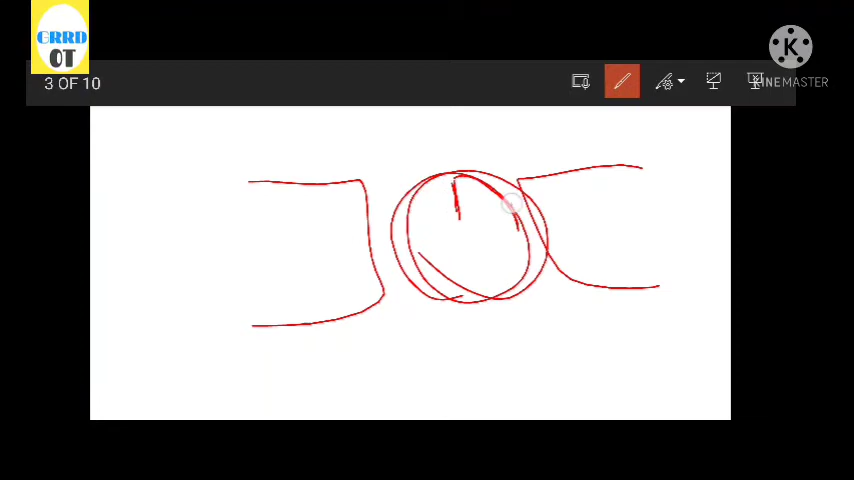 GRRD
OT
3 OF 10
K
KINEMASTER